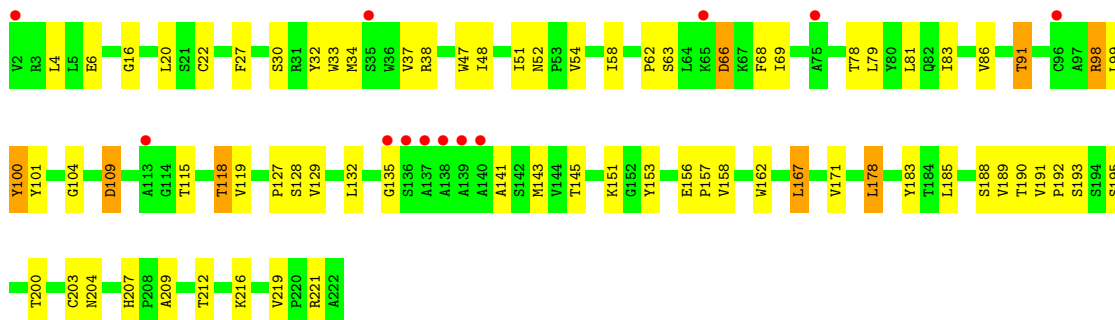 V2 R3 L4 L5 E6 G16 L20 S21 C22 F27 S30 R31 Y32 W33 M34 S35 W36 V37 R38 W47 I48 I51 N52 P53 V54 I58 P62 S63 L64 K65 D66 K67 F68 I69 A75 T78 L79 Y80 L81 Q82 I83 V86 T91 C96 A97 R98 L99
Y100 Y101 G104 D109 A113 G114 T115 T118 V119 P127 S128 V129 L132 G135 S136 A137 A138 A139 A140 A141 S142 M143 V144 T145 K151 G152 Y153 E156 P157 V158 W162 L167 V171 L178 Y183 T184 L185 S188 V189 T190 V191 P192 S193 S194 S195
T200 C203 N204 H207 P208 A209 T212 K216 V219 P220 R221 A222